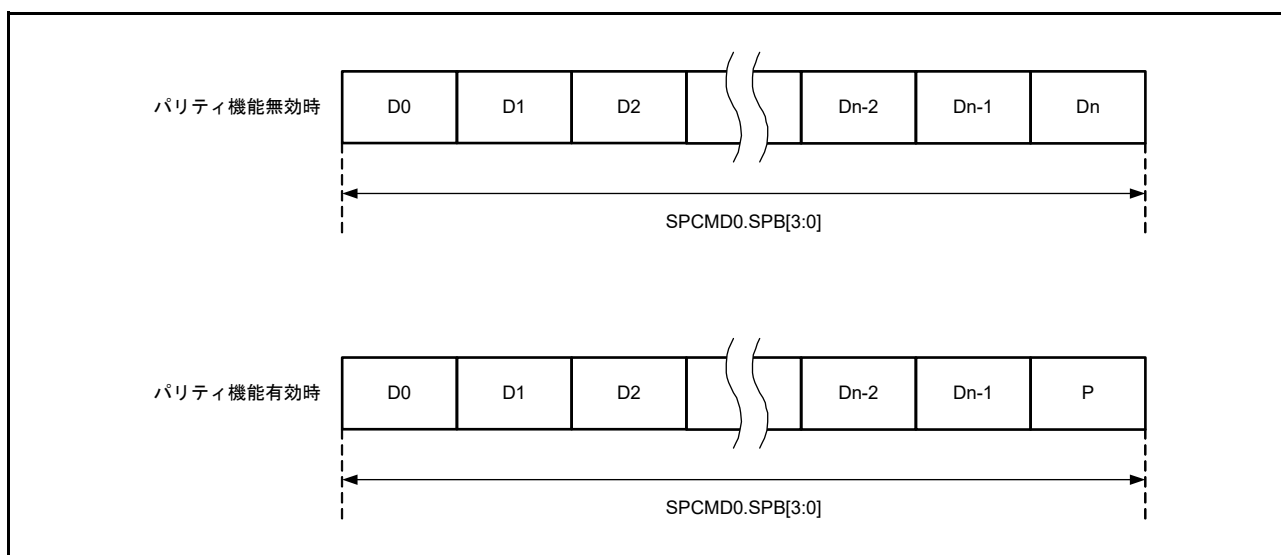 パリティ機能無効時 D0 D1 D2 Dn-2 Dn-1 Dn
SPCMD0.SPB[3:0]
パリティ機能有効時 D0 D1 D2 Dn-2 Dn-1 P
SPCMD0.SPB[3:0]